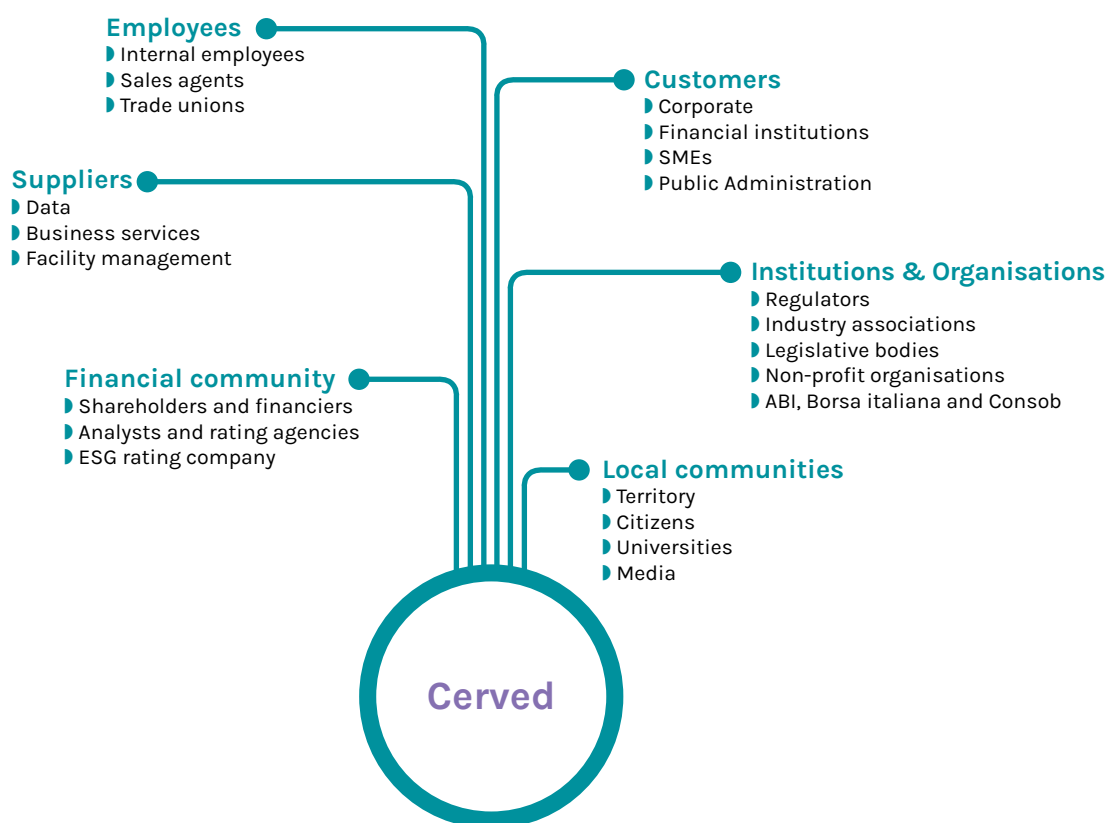 Employees
Internal employees
Sales agents
Trade unions
Customers
Corporate
Financial institutions
SMEs
Public Administration
Suppliers
Data
Business services
Facility management
Institutions & Organisations
Regulators
Industry associations
Legislative bodies
Non-profit organisations
ABI, Borsa italiana and Consob
Financial community
Shareholders and financiers
Analysts and rating agencies
ESG rating company
Local communities
Territory
Citizens
Universities
Media
Cerved